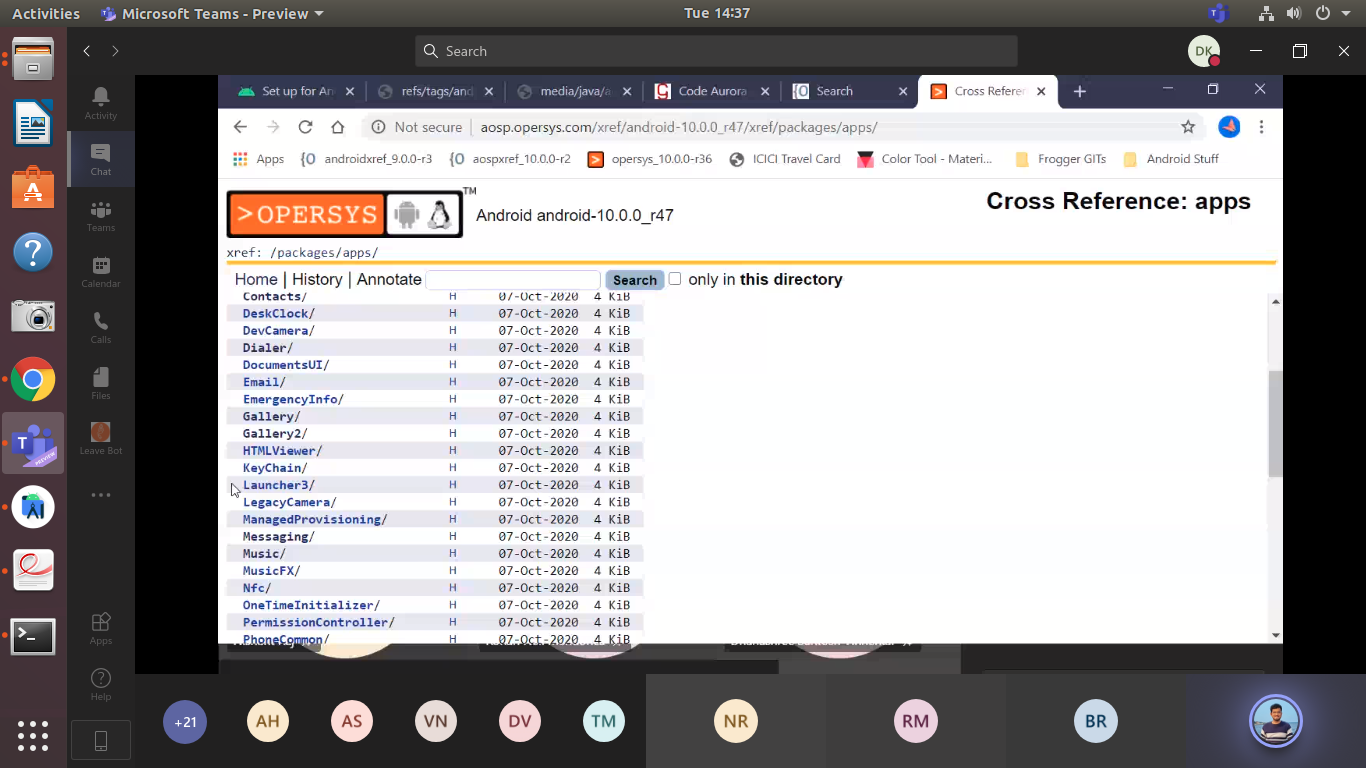 Activities Microsoft Teams - Preview Tue 14:37
Search DK
Activity
Chat
Teams
Calendar
Calls
Files
Leave Bot
Apps
Help
Set up for An refs/tags/and media/java/a Code Aurora Search Cross Referen
Not secure aosp.opersys.com/xref/android-10.0.0_r47/xref/packages/apps/
Apps androidxref_9.0.0-r3 aospxref_10.0.0-r2 opersys_10.0.0-r36 ICICI Travel Card Color Tool - Materi... Frogger GITs Android Stuff
>OPERSYS TM Android android-10.0.0_r47 Cross Reference: apps
xref: /packages/apps/
Home | History | Annotate Search only in this directory
Contacts/ H 07-Oct-2020 4 KiB
DeskClock/ H 07-Oct-2020 4 KiB
DevCamera/ H 07-Oct-2020 4 KiB
Dialer/ H 07-Oct-2020 4 KiB
DocumentsUI/ H 07-Oct-2020 4 KiB
Email/ H 07-Oct-2020 4 KiB
EmergencyInfo/ H 07-Oct-2020 4 KiB
Gallery/ H 07-Oct-2020 4 KiB
Gallery2/ H 07-Oct-2020 4 KiB
HTMLViewer/ H 07-Oct-2020 4 KiB
KeyChain/ H 07-Oct-2020 4 KiB
Launcher3/ H 07-Oct-2020 4 KiB
LegacyCamera/ H 07-Oct-2020 4 KiB
ManagedProvisioning/ H 07-Oct-2020 4 KiB
Messaging/ H 07-Oct-2020 4 KiB
Music/ H 07-Oct-2020 4 KiB
MusicFX/ H 07-Oct-2020 4 KiB
Nfc/ H 07-Oct-2020 4 KiB
OneTimeInitializer/ H 07-Oct-2020 4 KiB
PermissionController/ H 07-Oct-2020 4 KiB
PhoneCommon/ H 07-Oct-2020 4 KiB
+21 AH AS VN DV TM NR RM BR